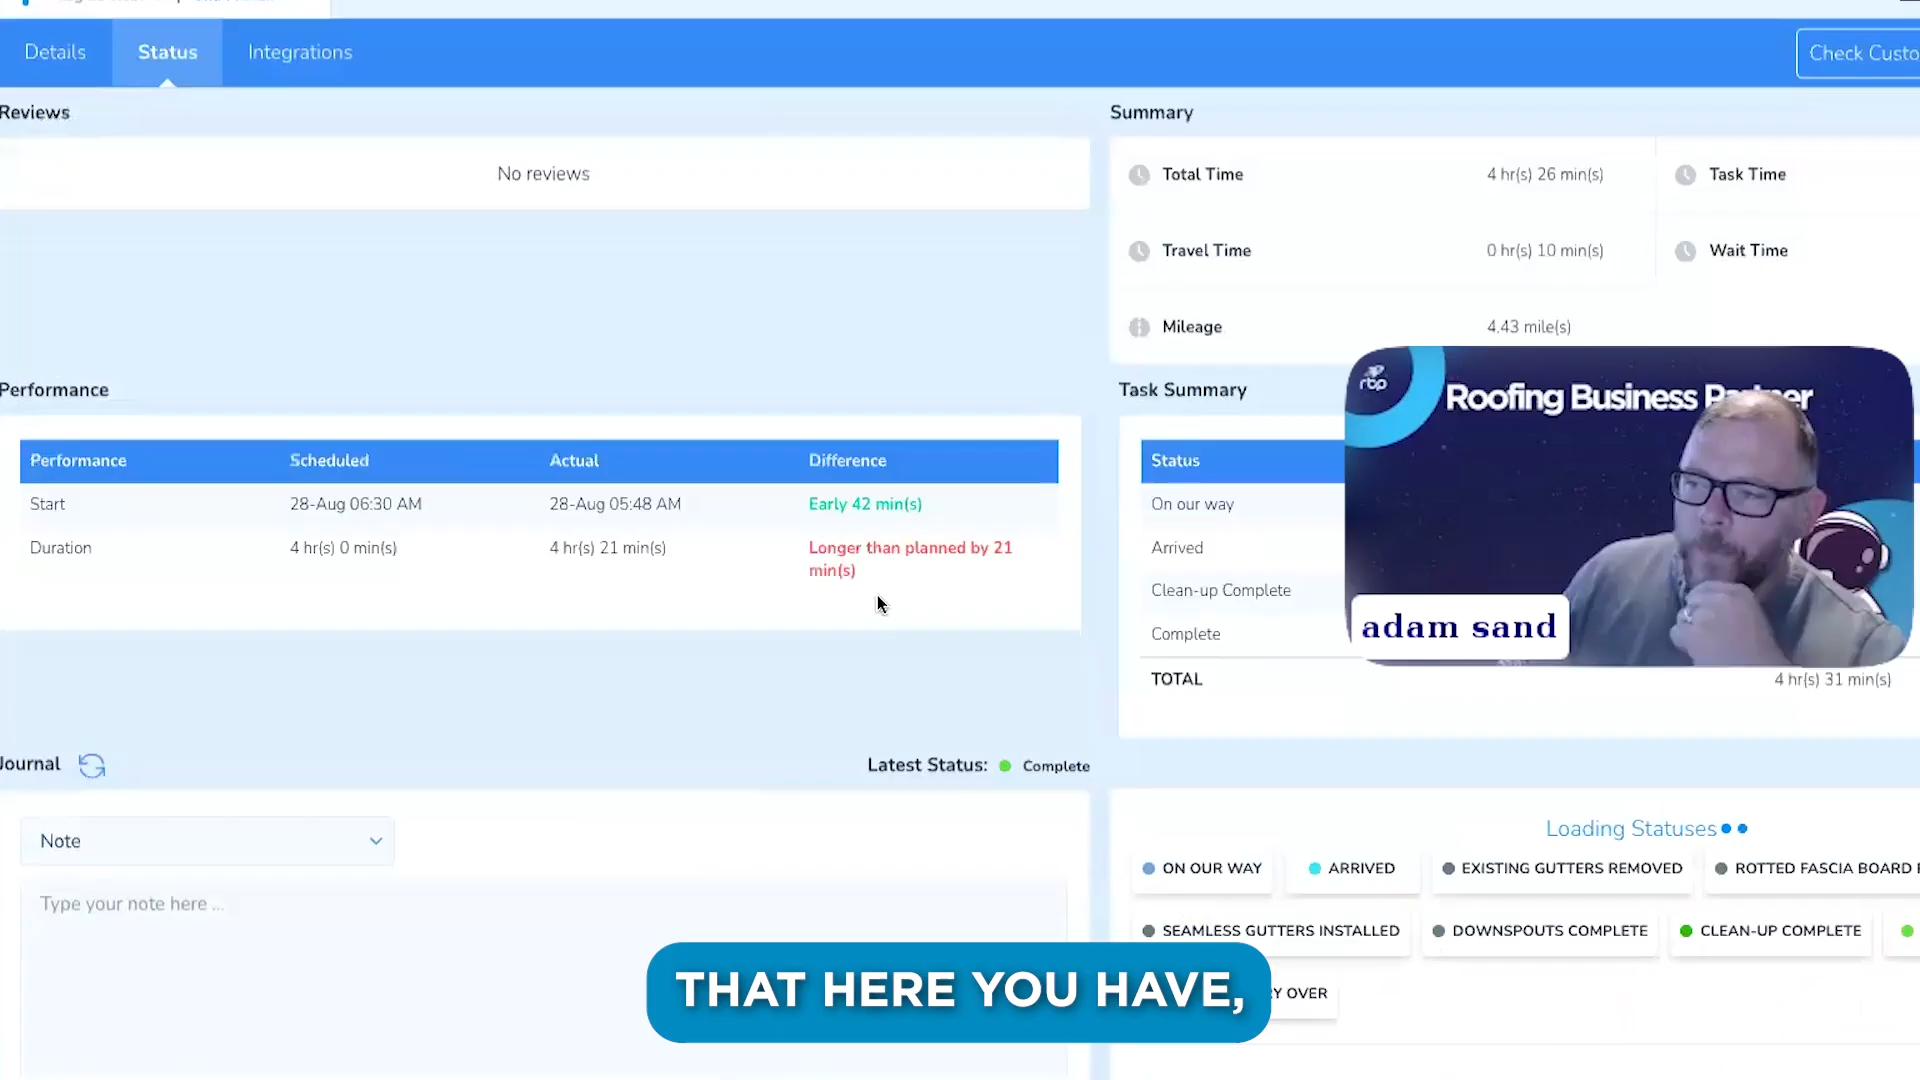 Details
Status
Integrations
Check Custo
Reviews
No reviews
Summary
Total Time 4 hr(s) 26 min(s)
Task Time
Travel Time 0 hr(s) 10 min(s)
Wait Time
Mileage 4.43 mile(s)
Performance
Performance Scheduled Actual Difference
Start 28-Aug 06:30 AM 28-Aug 05:48 AM Early 42 min(s)
Duration 4 hr(s) 0 min(s) 4 hr(s) 21 min(s) Longer than planned by 21
min(s)
Task Summary
Status
On our way
Arrived
Clean-up Complete
Complete
TOTAL 4 hr(s) 31 min(s)
rbp
Roofing Business Partner
adam sand
Journal
Latest Status: Complete
Note
Type your note here ...
Loading Statuses
ON OUR WAY
ARRIVED
EXISTING GUTTERS REMOVED
ROTTED FASCIA BOARD
SEAMLESS GUTTERS INSTALLED
DOWNSPOUTS COMPLETE
CLEAN-UP COMPLETE
OVER
THAT HERE YOU HAVE,